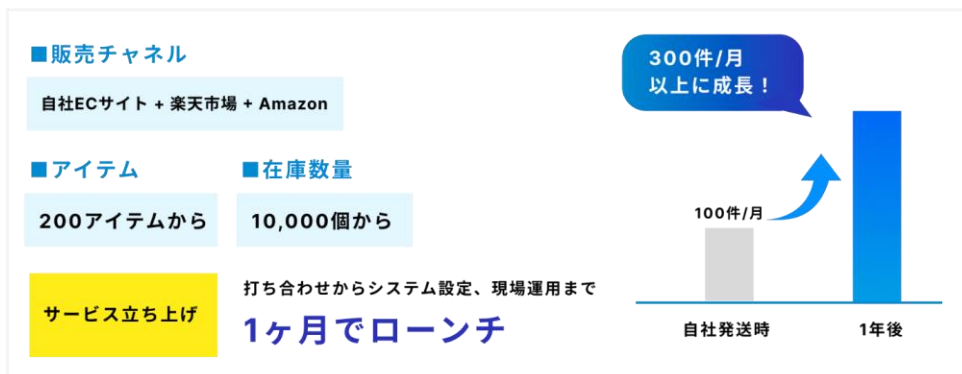 ■販売チャネル
自社ECサイト + 楽天市場 + Amazon
■アイテム
200アイテムから
■在庫数量
10,000個から
サービス立ち上げ
打ち合わせからシステム設定、現場運用まで
1ヶ月でローンチ
300件/月
以上に成長！
100件/月
自社発送時
1年後